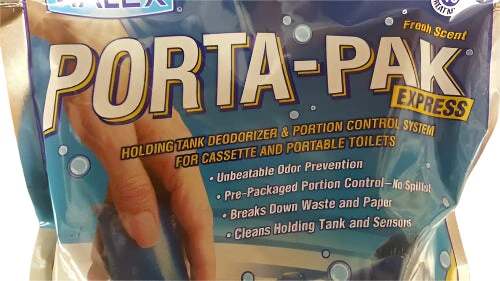 Fresh Scent
PORTA-PAK
EXPRESS
HOLDING TANK DEODORIZER & PORTION CONTROL SYSTEM
FOR CASSETTE AND PORTABLE TOILETS
• Unbeatable Odor Prevention
• Pre-Packaged Portion Control-No Spills!
• Breaks Down Waste and Paper
• Cleans Holding Tank and Sensors